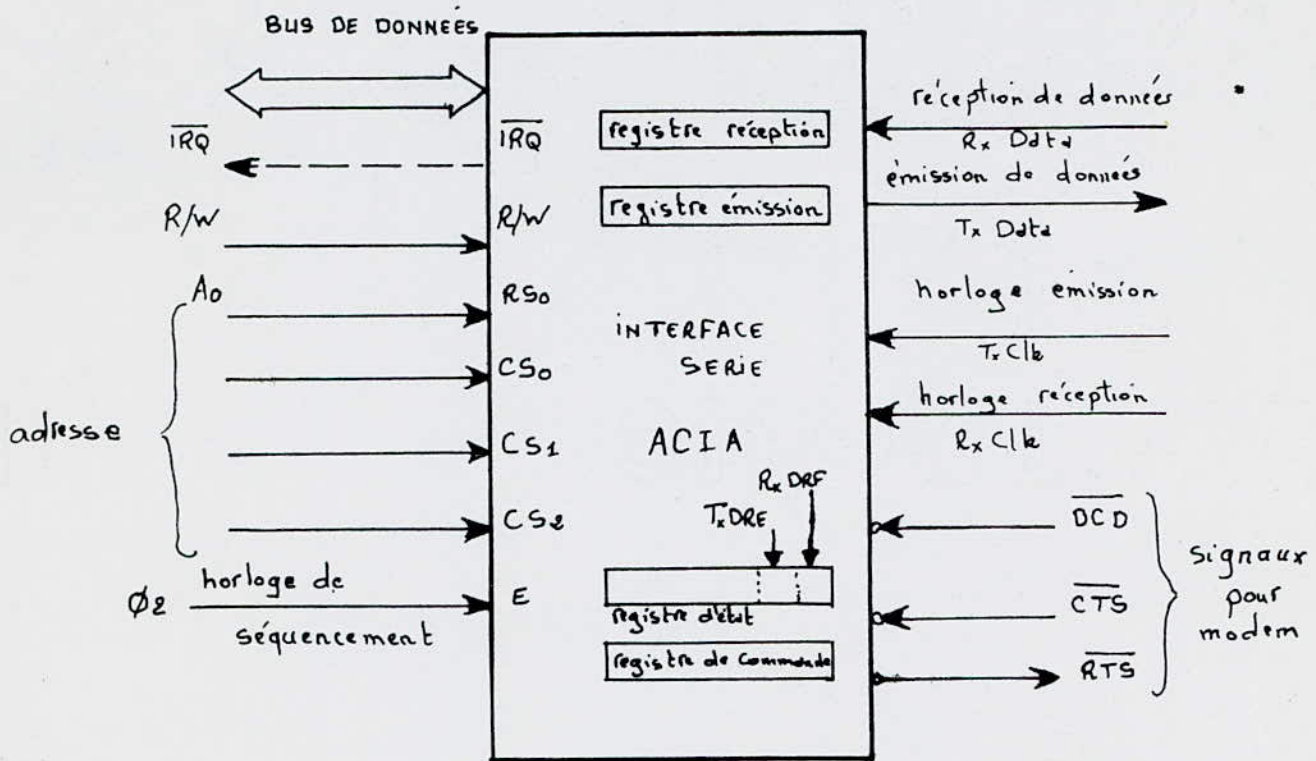 BUS DE DONNÉES
IRQ
R/W
A0
adresse
Ø2
horloge de
séquencement
IRQ
R/W
RS0
CS0
CS1
CS2
E
registre réception
registre émission
INTERFACE
SERIE
ACIA
RxDRF
TxDRE
registre d'état
registre de commande
réception de données
Rx Data
émission de données
Tx Data
horloge émission
Tx Clk
horloge réception
Rx Clk
DCD
CTS
RTS
signaux
pour
modem